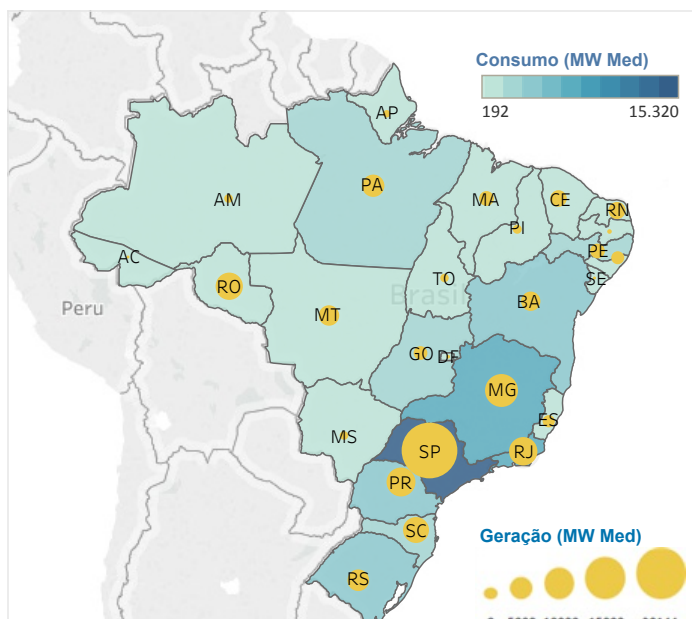 Consumo (MW Med)
192 15.320
AP
AM
PA
MA
CE
RN
PI
PE
AC
RO
TO
SE
MT
Brasil
BA
Peru
GO
DF
MG
ES
MS
SP
RJ
PR
SC
RS
Geração (MW Med)